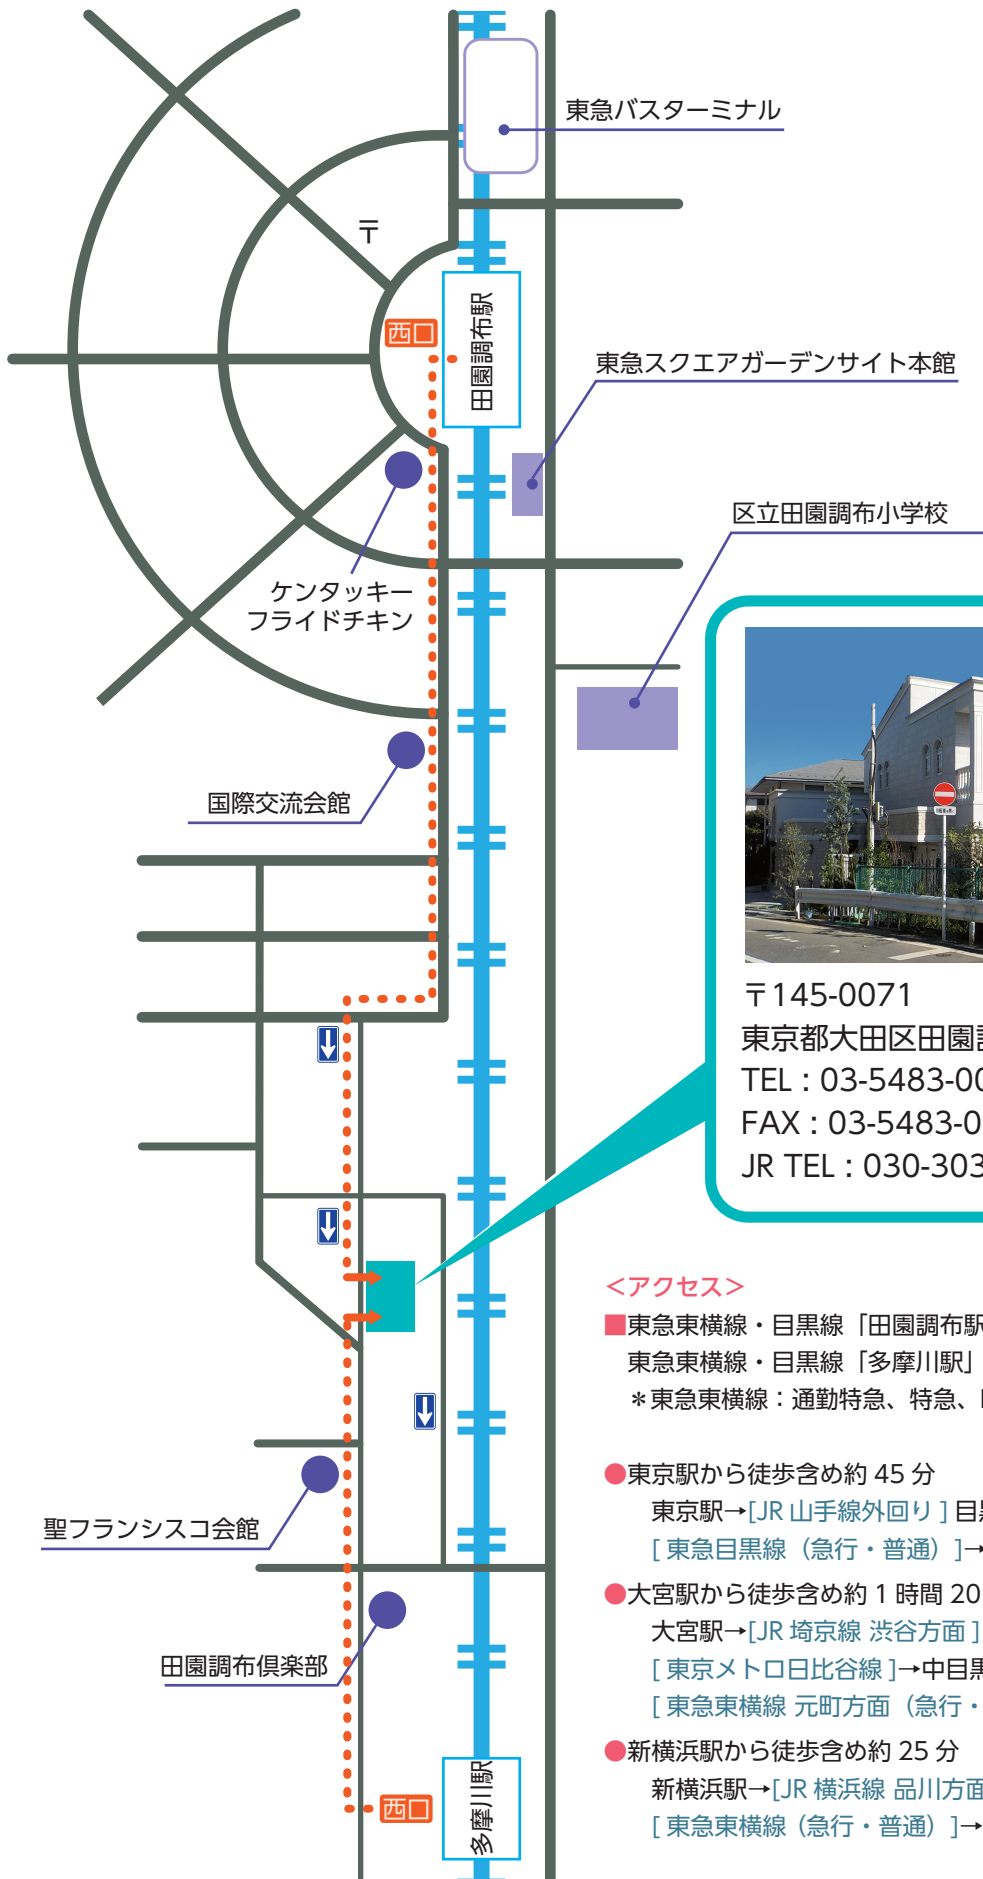 東急バスターミナル
〒
西口
田園調布駅
東急スクエアガーデンサイト本館
区立田園調布小学校
ケンタッキー
フライドチキン
国際交流会館
〒145-0071
東京都大田区田園
TEL：03-5483-00
FAX：03-5483-0
JR TEL：030-303
聖フランシスコ会館
田園調布倶楽部
西口
多摩川駅
＜アクセス＞
■東急東横線・目黒線「田園調布駅
東急東横線・目黒線「多摩川駅」
＊東急東横線：通勤特急、特急、
●東京駅から徒歩含め約 45 分
東京駅→[JR 山手線外回り ] 目
[ 東急目黒線（急行・普通）]→
●大宮駅から徒歩含め約 1 時間 20
大宮駅→[JR 埼京線 渋谷方面 ]
[ 東京メトロ日比谷線 ]→中目黒
[ 東急東横線 元町方面（急行・
●新横浜駅から徒歩含め約 25 分
新横浜駅→[JR 横浜線 品川方面
[ 東急東横線（急行・普通）]→